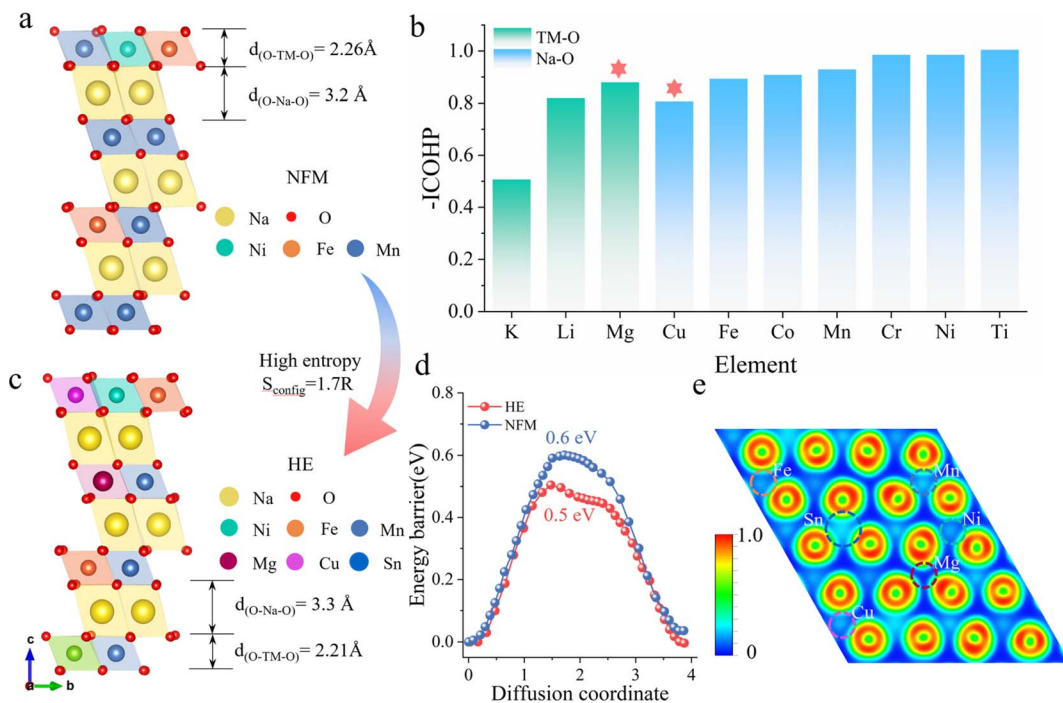 a
d(O-TM-O)= 2.26Å
d(O-Na-O)= 3.2 Å
NFM
Na O
Ni Fe Mn
High entropy
Sconfig=1.7R
b
TM-O
Na-O
Mg
Cu
-ICOHP
1.0
0.8
0.6
0.4
0.2
0.0
K Li Mg Cu Fe Co Mn Cr Ni Ti
Element
c
HE
Na O
Ni Fe Mn
Mg Cu Sn
d(O-Na-O)= 3.3 Å
d(O-TM-O)= 2.21Å
c
a
b
d
HE
NFM
0.6 eV
0.5 eV
Energy barrier(eV)
0.8
0.6
0.4
0.2
0.0
0 1 2 3 4
Diffusion coordinate
e
Fe
Mn
Sn
Ni
Mg
Cu
1.0
0